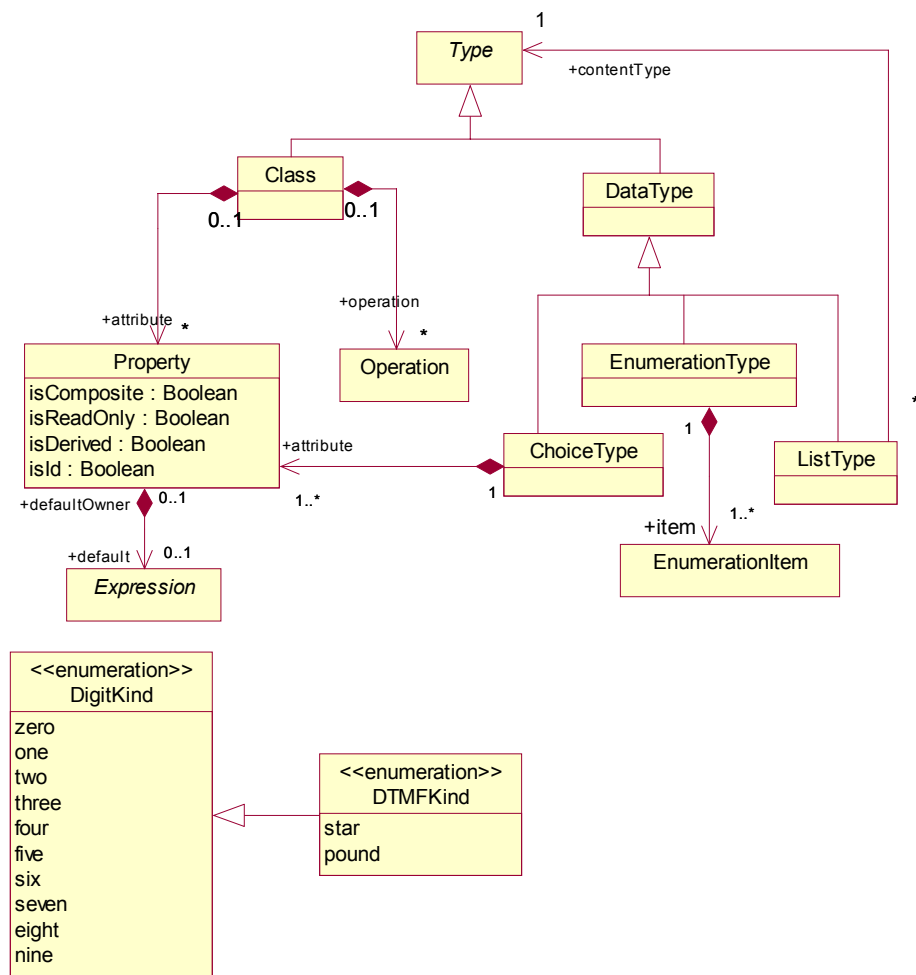 1
Type
+contentType
Class
DataType
0..1
0..1
+operation
+attribute
*
*
Property
isComposite : Boolean
isReadOnly : Boolean
isDerived : Boolean
isId : Boolean
Operation
EnumerationType
*
+attribute
1
ChoiceType
ListType
+defaultOwner
0..1
1..*
1
1..*
+item
+default
0..1
EnumerationItem
Expression
<<enumeration>>
DigitKind
zero
one
two
three
four
five
six
seven
eight
nine
<<enumeration>>
DTMFKind
star
pound